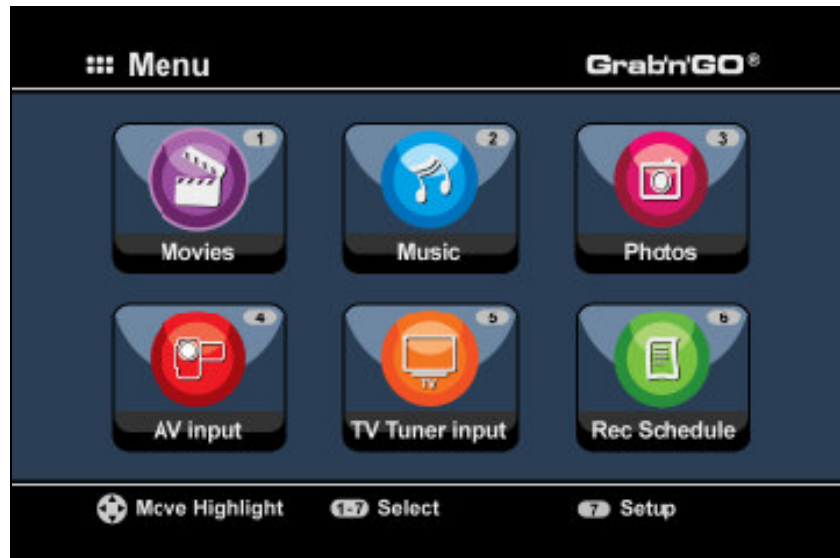 Menu
Grab'n'GO®
1
2
3
Movies
Music
Photos
4
5
6
TV
AV input
TV Tuner input
Rec Schedule
Move Highlight
1-7 Select
7 Setup